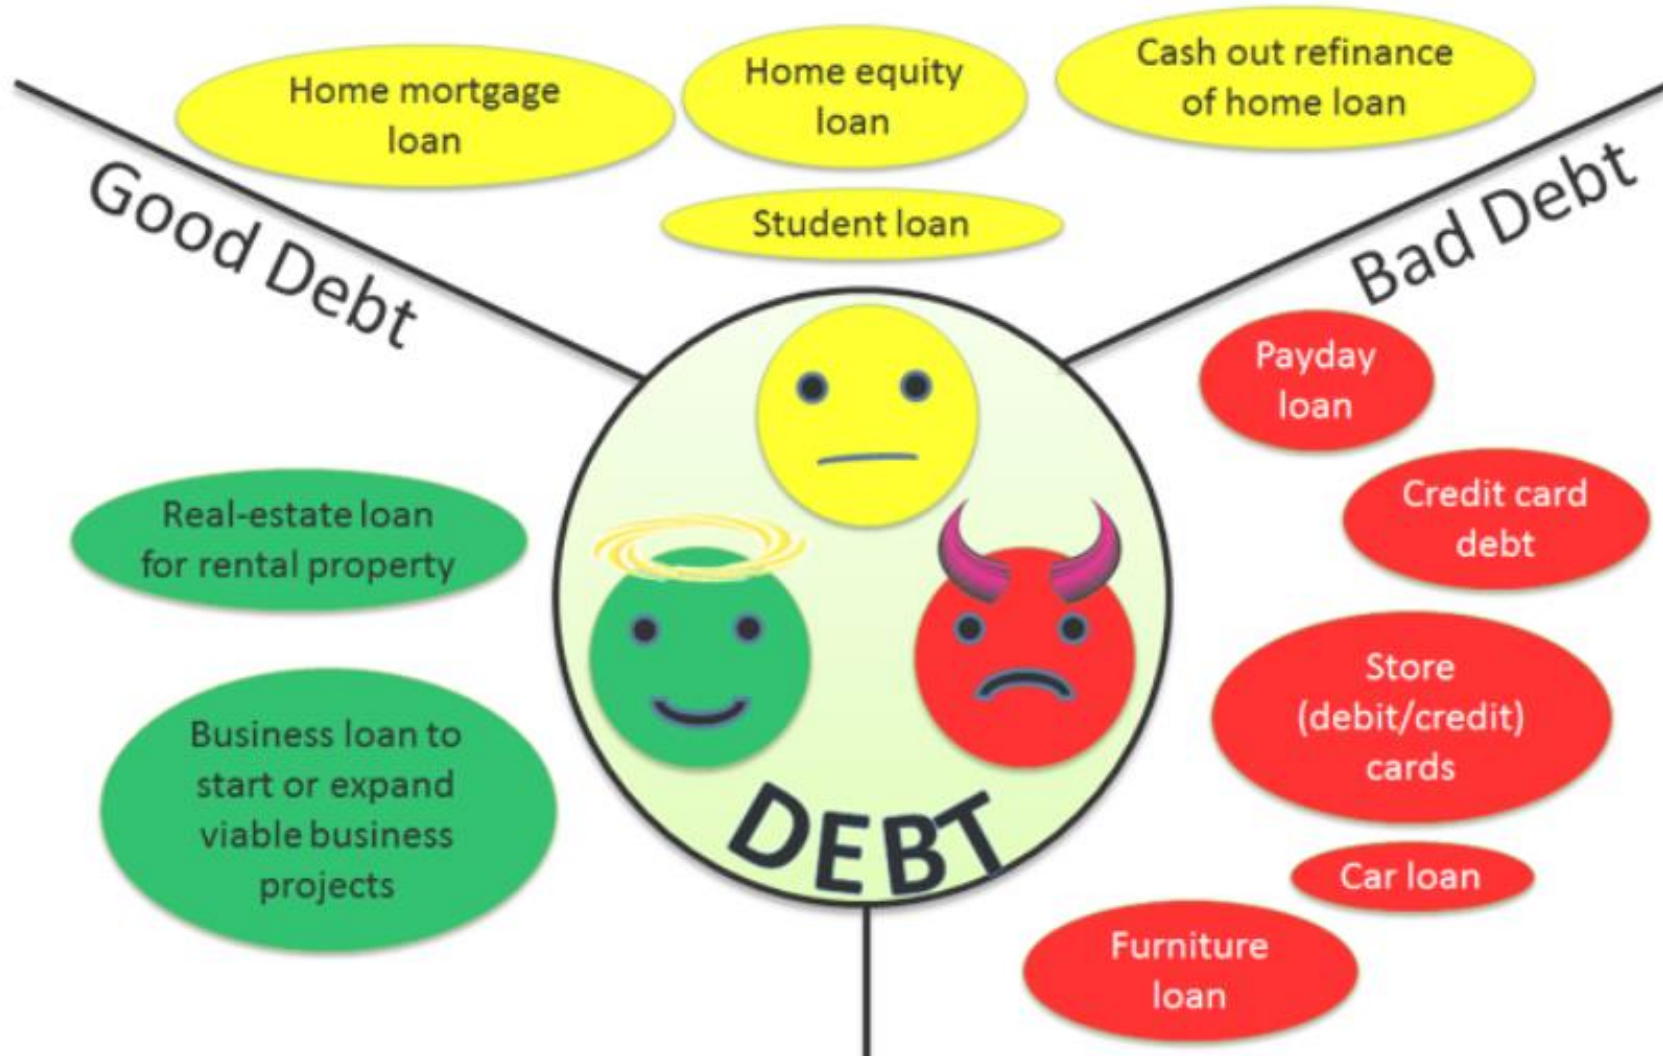 Home mortgage
loan
Home equity
loan
Cash out refinance
of home loan
Student loan
Good Debt
Bad Debt
Payday
loan
Credit card
debt
Store
(debit/credit)
cards
Car loan
Furniture
loan
Real-estate loan
for rental property
Business loan to
start or expand
viable business
projects
DEBT